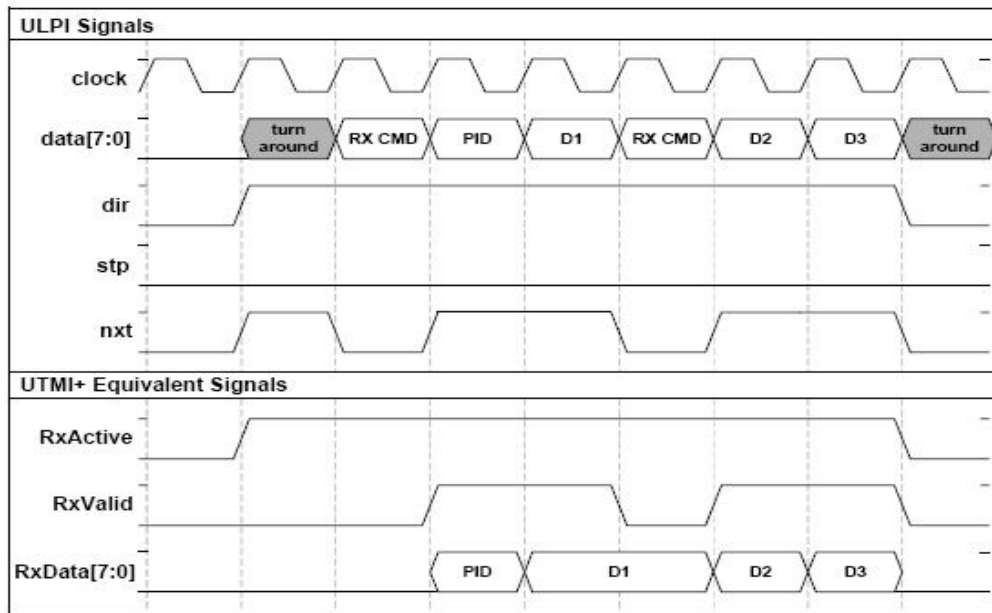 ULPI Signals
clock
data[7:0]
turn
around
RX CMD
PID
D1
RX CMD
D2
D3
turn
around
dir
stp
nxt
UTMI+ Equivalent Signals
RxActive
RxValid
RxData[7:0]
PID
D1
D2
D3